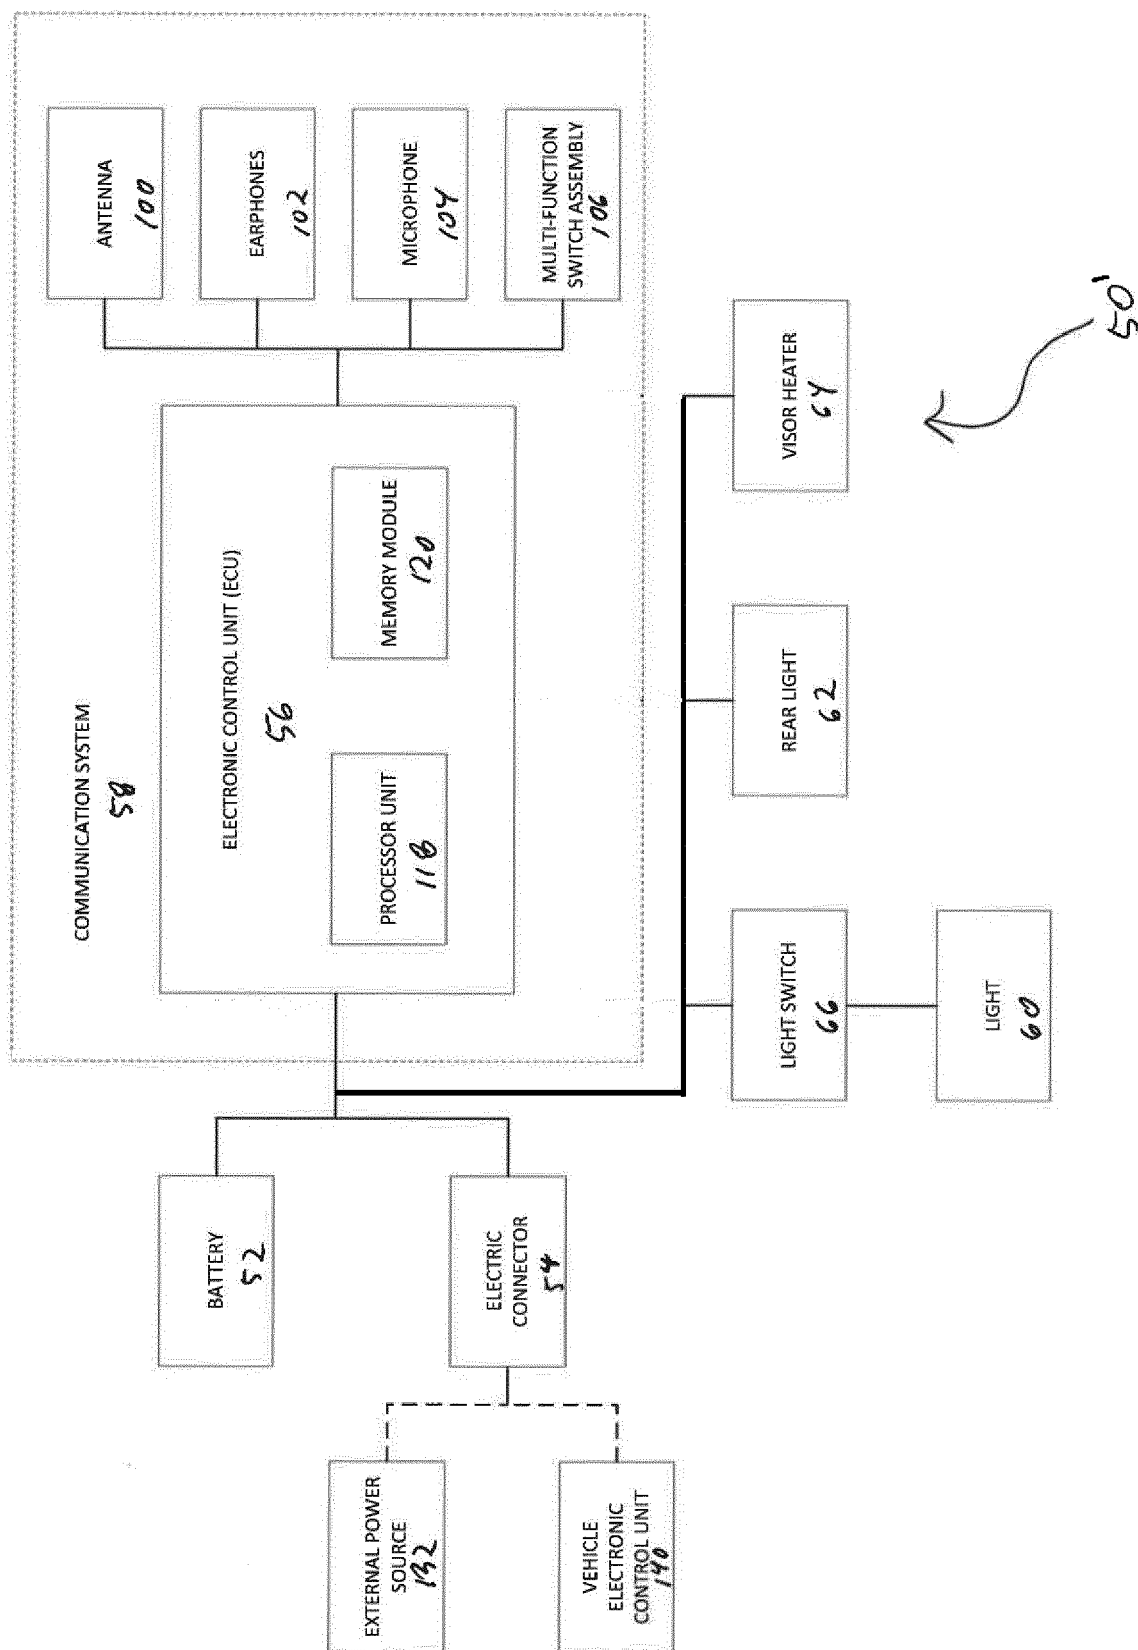 COMMUNICATION SYSTEM
58
ELECTRONIC CONTROL UNIT (ECU)
56
PROCESSOR UNIT
118
MEMORY MODULE
120
ANTENNA
100
EARPHONES
102
MICROPHONE
104
MULTI-FUNCTION
SWITCH ASSEMBLY
106
BATTERY
52
ELECTRIC
CONNECTOR
54
EXTERNAL POWER
SOURCE
132
VEHICLE
ELECTRONIC
CONTROL UNIT
140
LIGHT SWITCH
66
LIGHT
60
REAR LIGHT
62
VISOR HEATER
64
50'